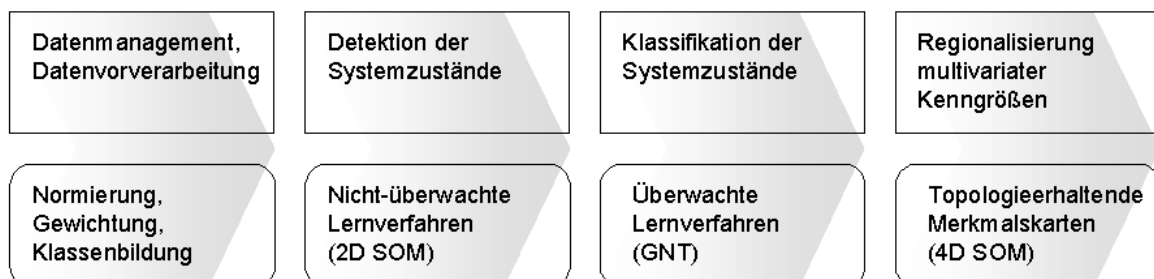 Datenmanagement,
Datenvorverarbeitung
Detektion der
Systemzustände
Klassifikation der
Systemzustände
Regionalisierung
multivariater
Kenngrößen
Normierung,
Gewichtung,
Klassenbildung
Nicht-überwachte
Lernverfahren
(2D SOM)
Überwachte
Lernverfahren
(GNT)
Topologieerhaltende
Merkmalskarten
(4D SOM)